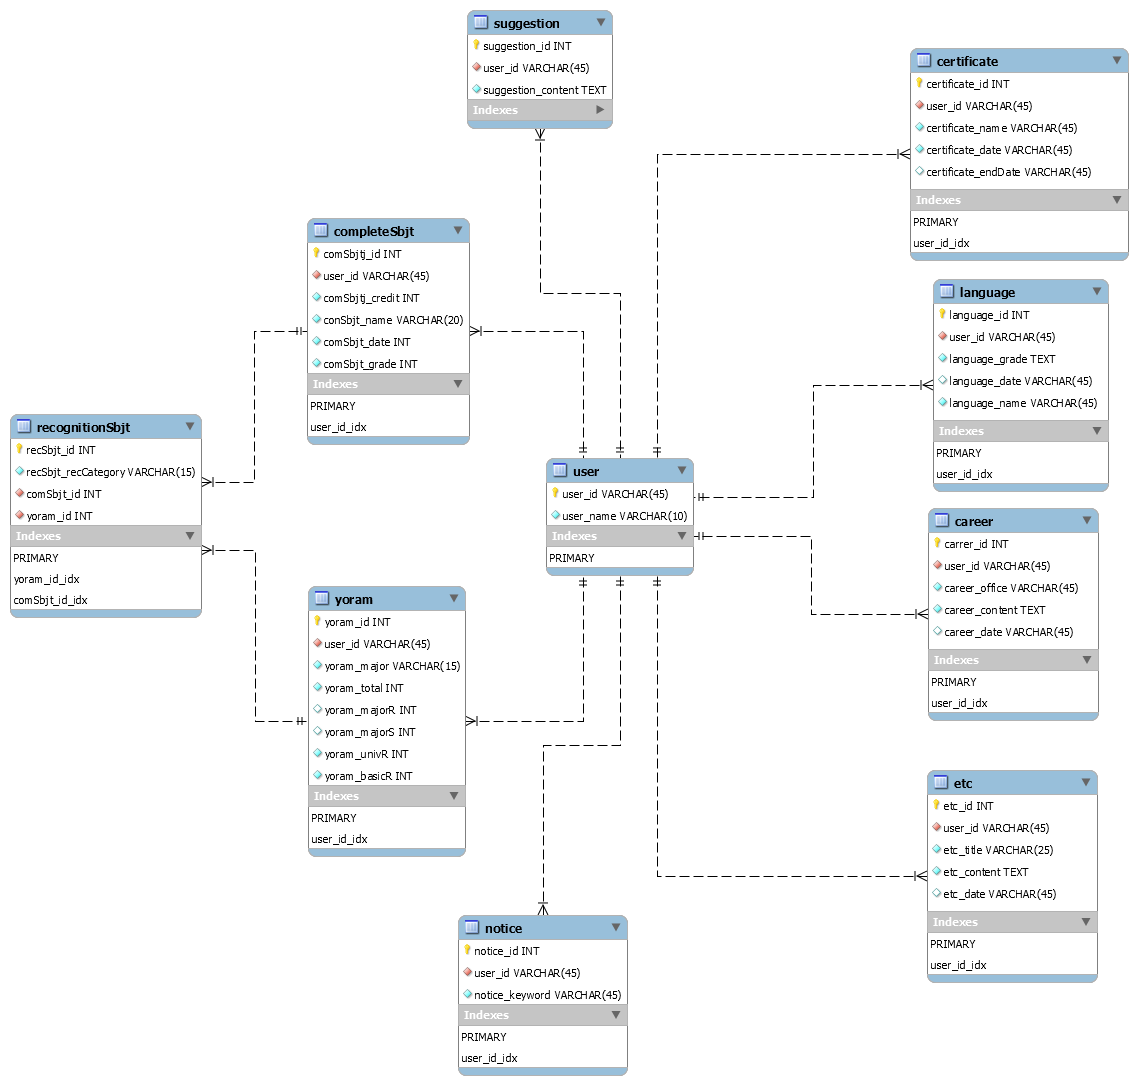 suggestion
suggestion_id INT
user_id VARCHAR(45)
suggestion_content TEXT
Indexes
certificate
certificate_id INT
user_id VARCHAR(45)
certificate_name VARCHAR(45)
certificate_date VARCHAR(45)
certificate_endDate VARCHAR(45)
Indexes
PRIMARY
user_id_idx
completeSbjt
comSbjtj_id INT
user_id VARCHAR(45)
comSbjtj_credit INT
conSbjt_name VARCHAR(20)
comSbjt_date INT
comSbjt_grade INT
Indexes
PRIMARY
user_id_idx
language
language_id INT
user_id VARCHAR(45)
language_grade TEXT
language_date VARCHAR(45)
language_name VARCHAR(45)
Indexes
PRIMARY
user_id_idx
recognitionSbjt
recSbjt_id INT
recSbjt_recCategory VARCHAR(15)
comSbjt_id INT
yoram_id INT
Indexes
PRIMARY
yoram_id_idx
comSbjt_id_idx
user
user_id VARCHAR(45)
user_name VARCHAR(10)
Indexes
PRIMARY
career
carrer_id INT
user_id VARCHAR(45)
career_office VARCHAR(45)
career_content TEXT
career_date VARCHAR(45)
Indexes
PRIMARY
user_id_idx
yoram
yoram_id INT
user_id VARCHAR(45)
yoram_major VARCHAR(15)
yoram_total INT
yoram_majorR INT
yoram_majorS INT
yoram_univR INT
yoram_basicR INT
Indexes
PRIMARY
user_id_idx
etc
etc_id INT
user_id VARCHAR(45)
etc_title VARCHAR(25)
etc_content TEXT
etc_date VARCHAR(45)
Indexes
PRIMARY
user_id_idx
notice
notice_id INT
user_id VARCHAR(45)
notice_keyword VARCHAR(45)
Indexes
PRIMARY
user_id_idx